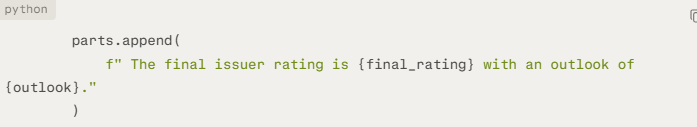 python
parts.append(
f" The final issuer rating is {final_rating} with an outlook of
{outlook}."
)